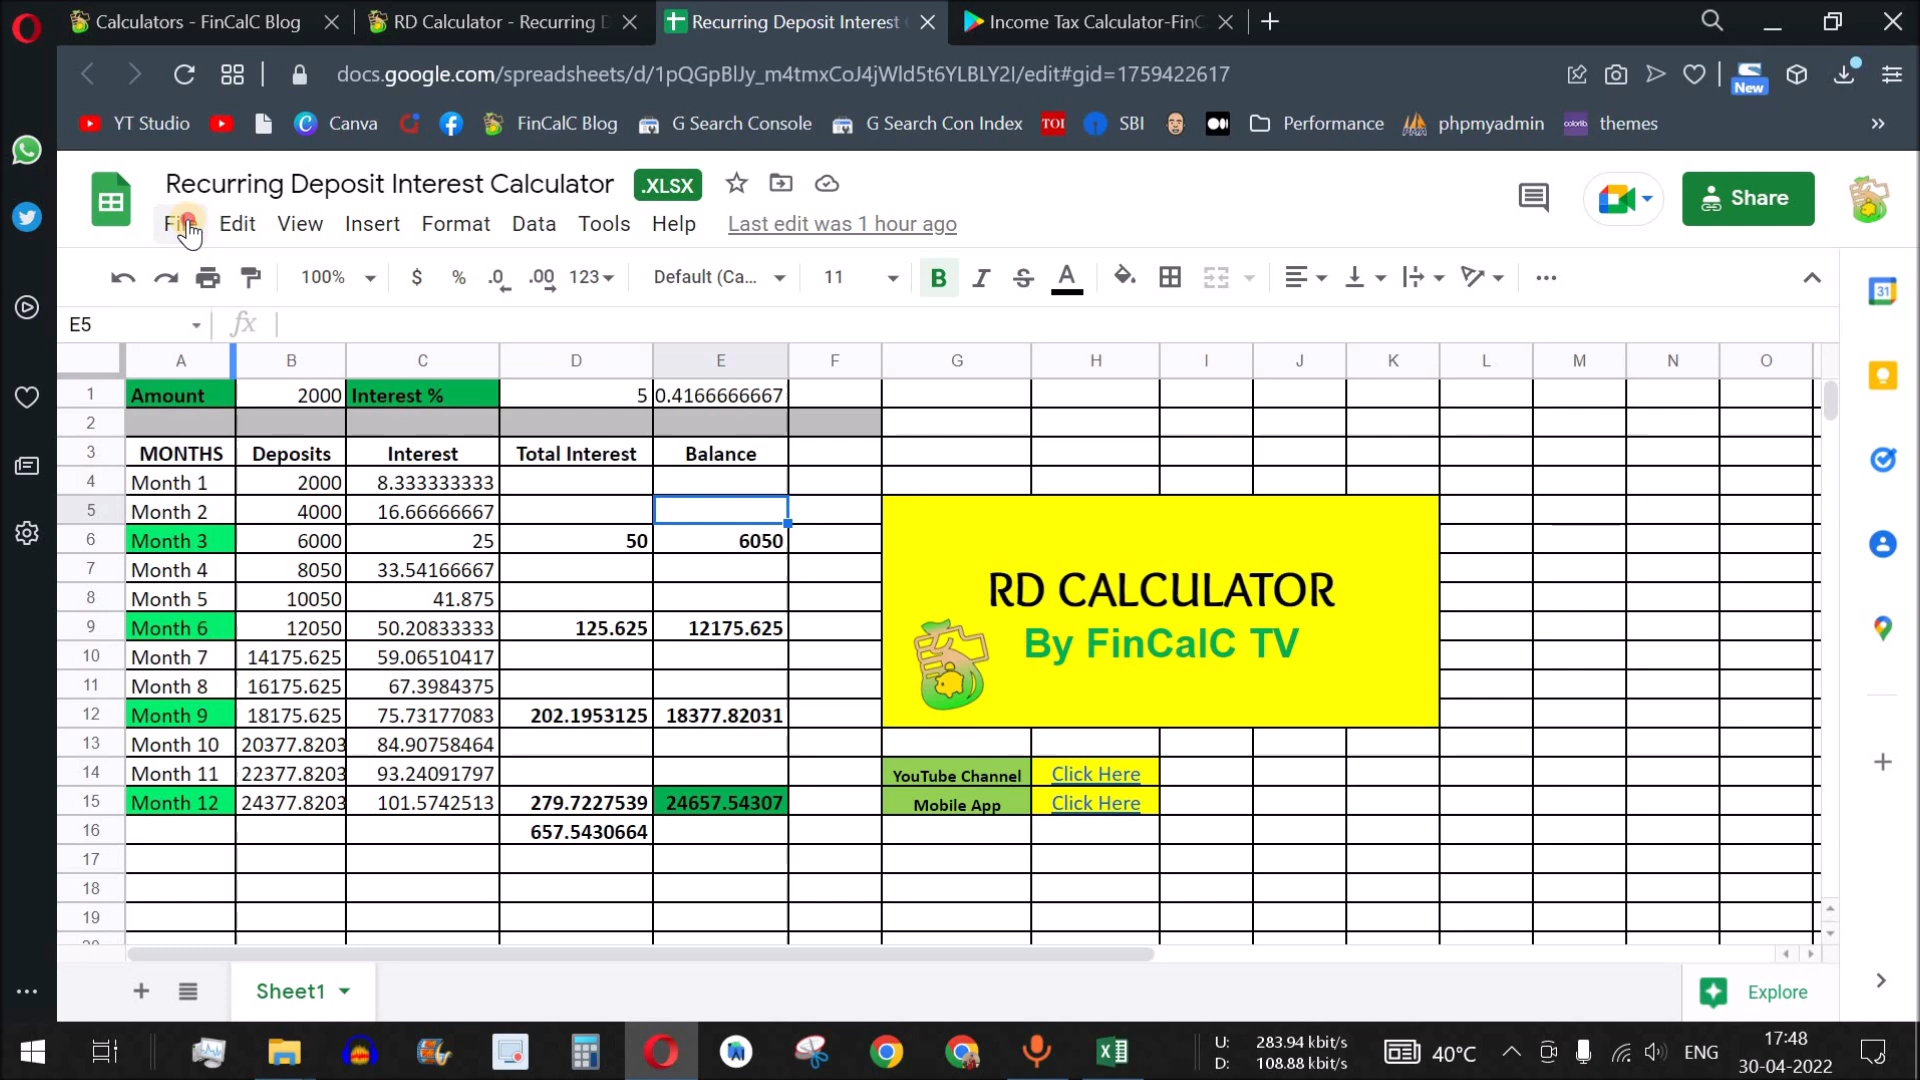 Calculators - FinCalC Blog
RD Calculator - Recurring D
Recurring Deposit Interest
Income Tax Calculator-FinC
docs.google.com/spreadsheets/d/1pQGpBlJy_m4tmxCoJ4jWld5t6YLBLY2I/edit#gid=1759422617
New
YT Studio Canva FinCalC Blog G Search Console G Search Con Index TOI SBI Performance phpmyadmin colorlib themes »
Recurring Deposit Interest Calculator .XLSX
Share
File Edit View Insert Format Data Tools Help Last edit was 1 hour ago
100% $ % .0 .00 123 Default (Ca... 11 B I S A
31
E5 fx
A B C D E F G H I J K L M N O
1 Amount 2000 Interest % 5 0.4166666667
2
3 MONTHS Deposits Interest Total Interest Balance
4 Month 1 2000 8.333333333
5 Month 2 4000 16.66666667
6 Month 3 6000 25 50 6050
7 Month 4 8050 33.54166667
8 Month 5 10050 41.875
9 Month 6 12050 50.20833333 125.625 12175.625
10 Month 7 14175.625 59.06510417
11 Month 8 16175.625 67.3984375
12 Month 9 18175.625 75.73177083 202.1953125 18377.82031
13 Month 10 20377.8203 84.90758464
14 Month 11 22377.8203 93.24091797
15 Month 12 24377.8203 101.5742513 279.7227539 24657.54307
16 657.5430664
17
18
19
RD CALCULATOR
By FinCalC TV
YouTube Channel Click Here
Mobile App Click Here
Sheet1
Explore
U: 283.94 kbit/s
D: 108.88 kbit/s
40°C
ENG
17:48
30-04-2022